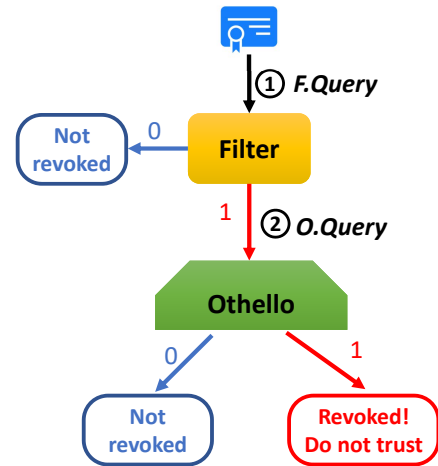 ① F.Query
0
Not
revoked
Filter
1
② O.Query
Othello
0
1
Not
revoked
Revoked!
Do not trust